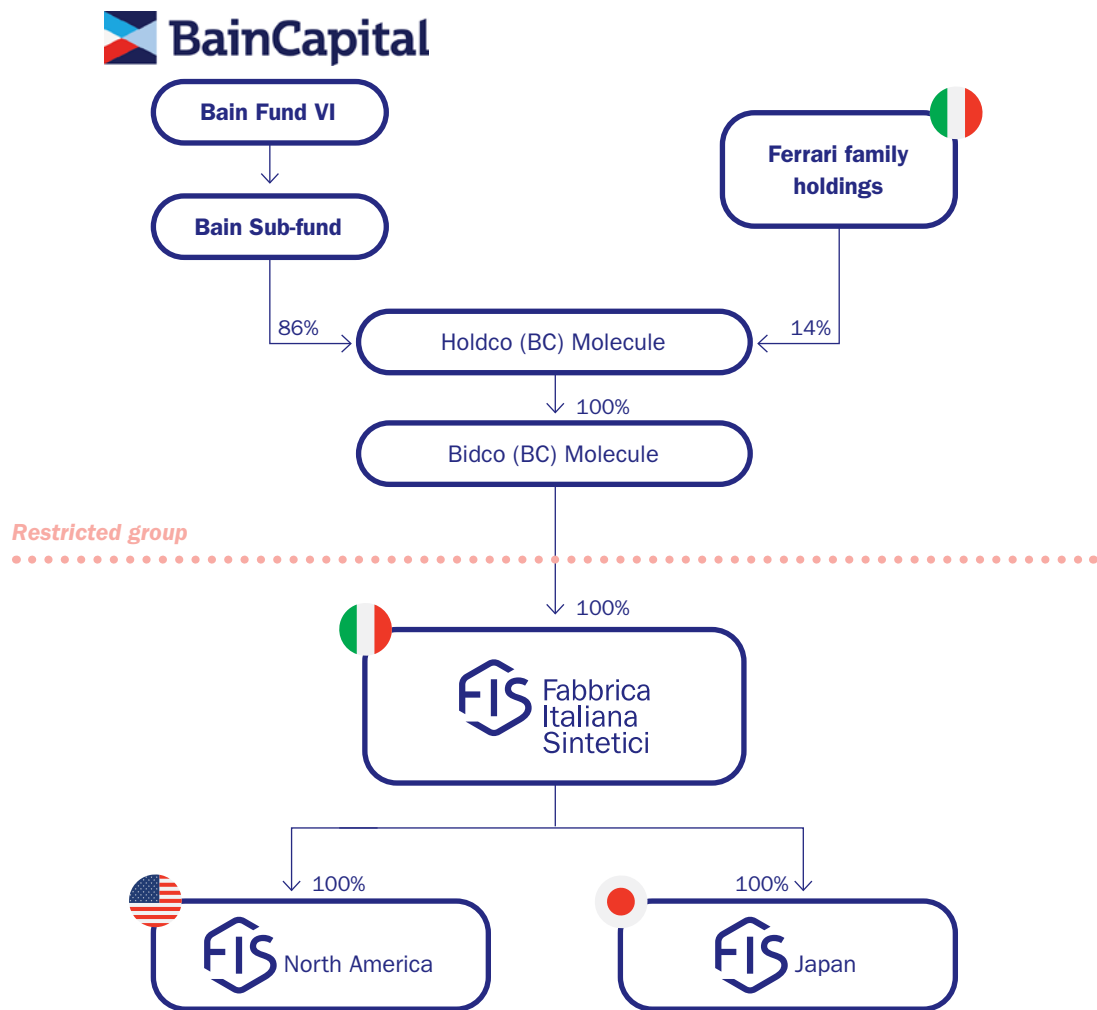 BainCapital
Bain Fund VI
Ferrari family
holdings
Bain Sub-fund
86%
Holdco (BC) Molecule
14%
100%
Bidco (BC) Molecule
Restricted group
100%
FIS Fabbrica
Italiana
Sintetici
100%
100%
FIS North America
FIS Japan